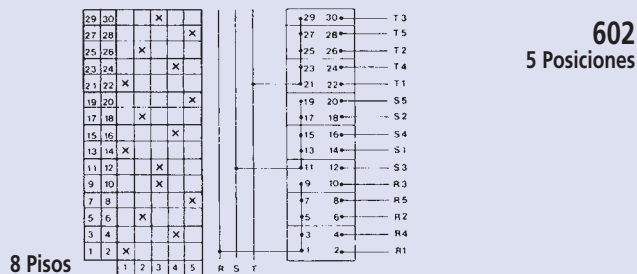 602
5 Posiciones
29 30 × 29 30 T3
27 28 × 27 28 T5
25 26 × 25 26 T2
23 24 × 23 24 T4
21 22 × 21 22 T1
19 20 × 19 20 S5
17 18 × 17 18 S2
15 16 × 15 16 S4
13 14 × 13 14 S1
11 12 × 11 12 S3
9 10 × 9 10 R3
7 8 × 7 8 R5
5 6 × 5 6 R2
3 4 × 3 4 R4
1 2 × 1 2 R1
8 Pisos 1 2 3 4 5 R S T